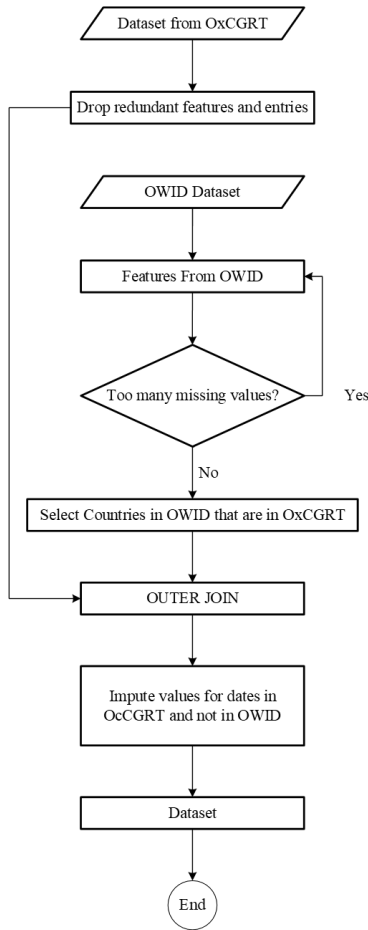 Dataset from OxCGRT
Drop redundant features and entries
OWID Dataset
Features From OWID
Too many missing values?
Yes
No
Select Countries in OWID that are in OxCGRT
OUTER JOIN
Impute values for dates in
OcCGRT and not in OWID
Dataset
End